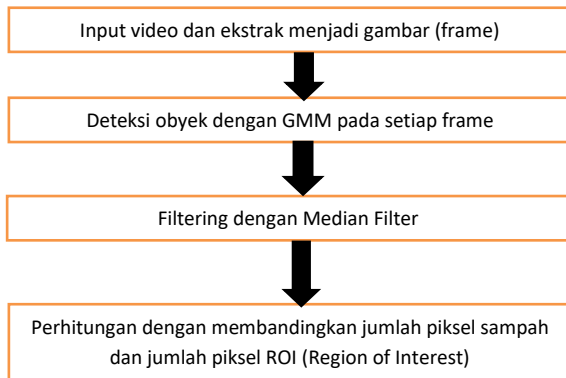 Input video dan ekstrak menjadi gambar (frame)
Deteksi obyek dengan GMM pada setiap frame
Filtering dengan Median Filter
Perhitungan dengan membandingkan jumlah piksel sampah
dan jumlah piksel ROI (Region of Interest)